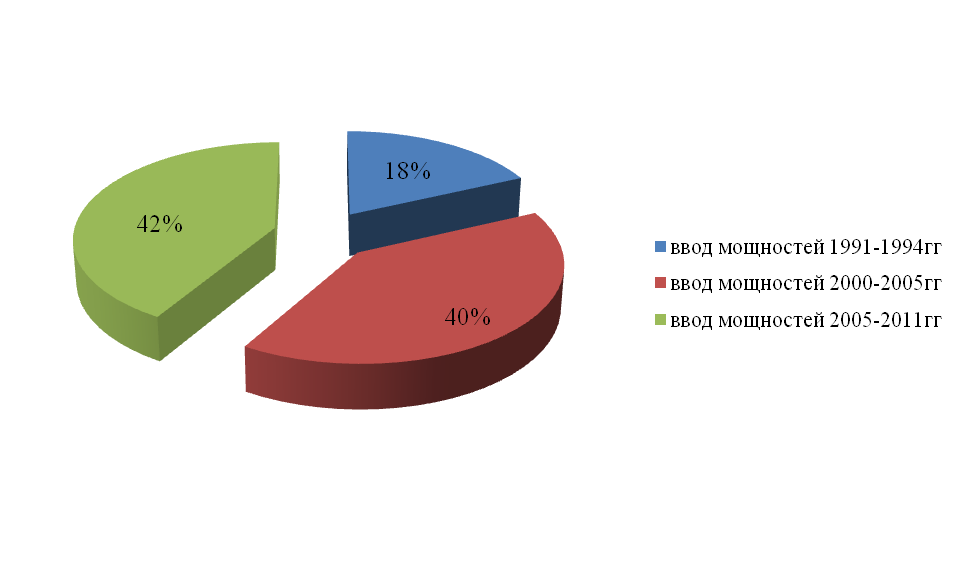 18%
42%
40%
ввод мощностей 1991-1994гг
ввод мощностей 2000-2005гг
ввод мощностей 2005-2011гг